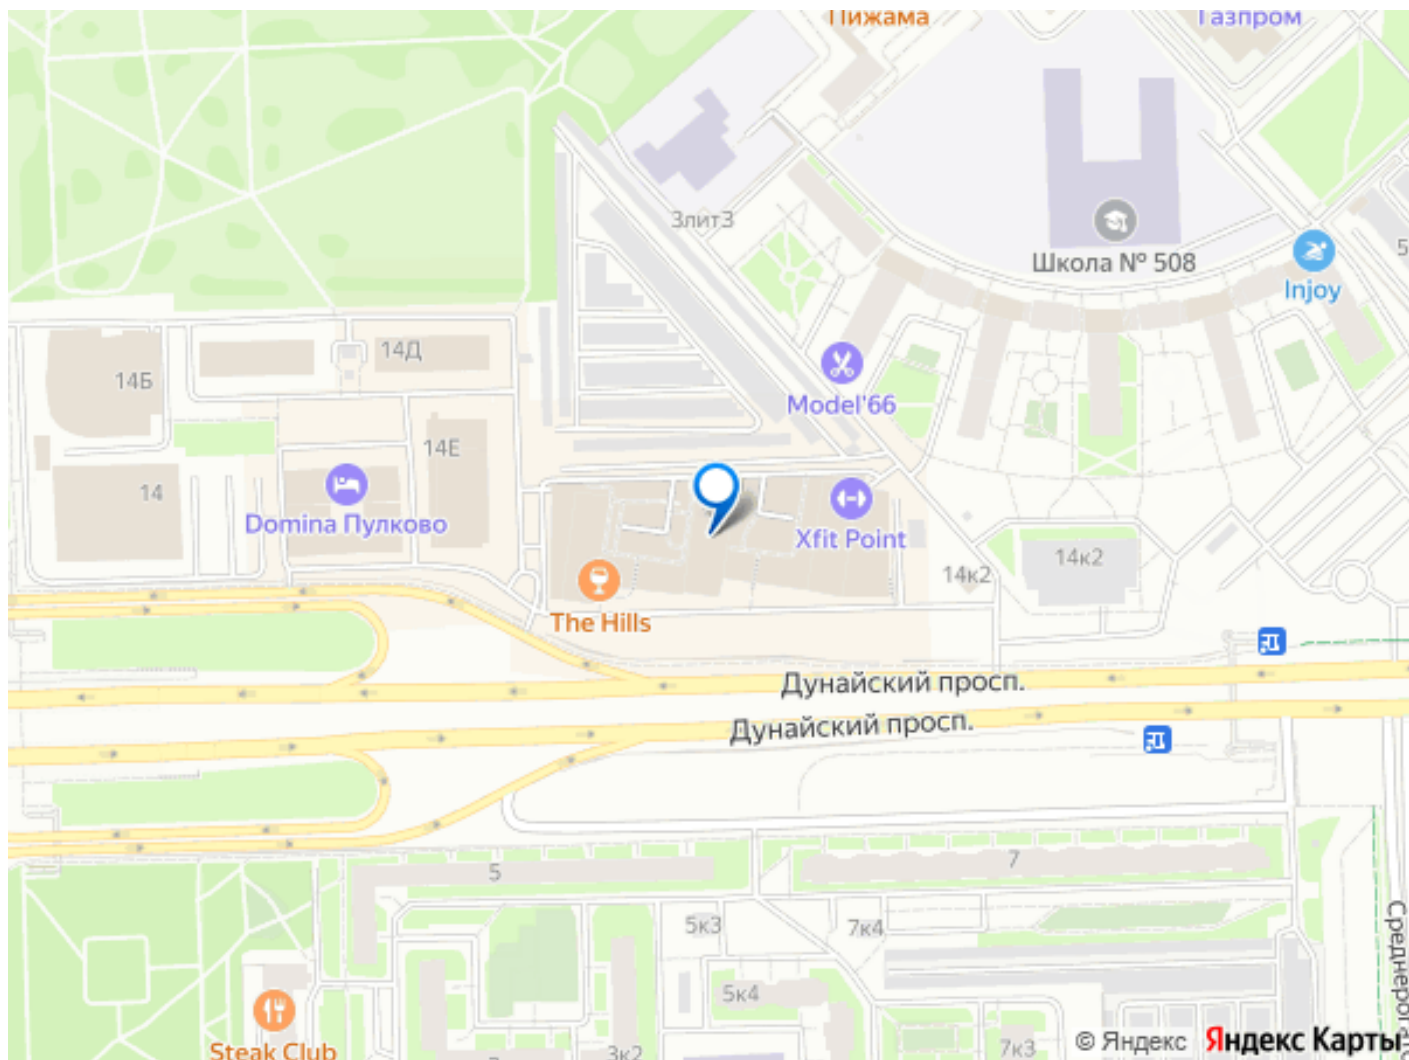 Пижама
Газпром
3лит3
Школа № 508
5
Injoy
14Д
14Б
Model'66
14Е
14
Domina Пулково
Xfit Point
14к2
14к2
The Hills
Дунайский просп.
Дунайский просп.
5
7
5к3
7к4
5к4
3к2
7к3
Steak Club
© Яндекс
Яндекс Карты